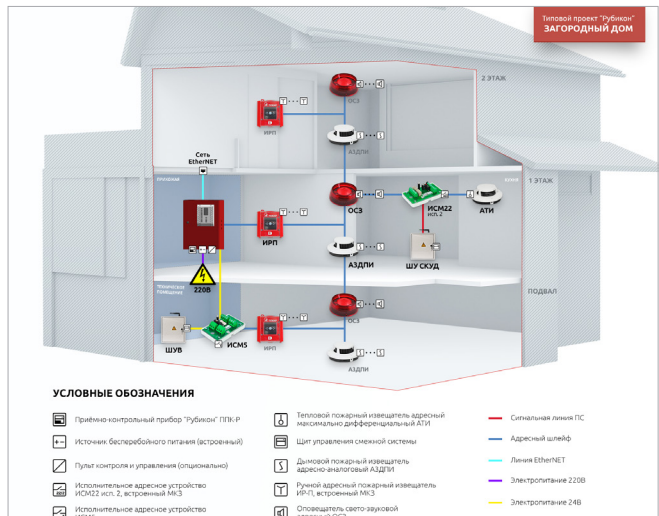 Типовой проект "Рубикон"
ЗАГОРОДНЫЙ ДОМ
2 ЭТАЖ
ОСЗ
ИРП
АЗДПИ
Сеть
EtherNET
1 ЭТАЖ
ОСЗ
ИСМ22
исп. 2
АТИ
ИРП
АЗДПИ
ШУ СКУД
220В
ТЕХНИЧЕСКОЕ
ПОМЕЩЕНИЕ
ПОДВАЛ
ОСЗ
ШУВ
ИСМ5
ИРП
АЗДПИ
УСЛОВНЫЕ ОБОЗНАЧЕНИЯ
Приёмно-контрольный прибор "Рубикон" ППК-Р
Источник бесперебойного питания (встроенный)
Пульт контроля и управления (опционально)
Исполнительное адресное устройство
ИСМ22 исп. 2, встроенный МКЗ
Исполнительное адресное устройство
Тепловой пожарный извещатель адресный
максимально дифференциальный АТИ
Щит управления смежной системы
Дымовой пожарный извещатель
адресно-аналоговый АЗДПИ
Ручной адресный пожарный извещатель
ИР-П, встроенный МКЗ
Оповещатель свето-звуковой
Сигнальная линия ПС
Адресный шлейф
Линия EtherNET
Электропитание 220В
Электропитание 24В